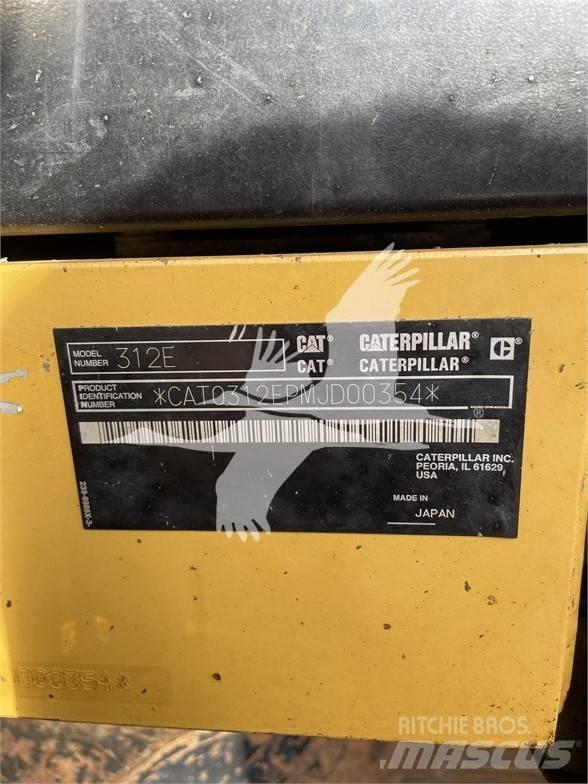 MODEL NUMBER 312E CAT® CATERPILLAR®
CAT® CATERPILLAR®
PRODUCT IDENTIFICATION NUMBER *CAT0312EPMJD00354*
CATERPILLAR INC.
PEORIA, IL 61629,
USA
MADE IN
JAPAN
D00354*
RITCHIE BROS.
MASCUS